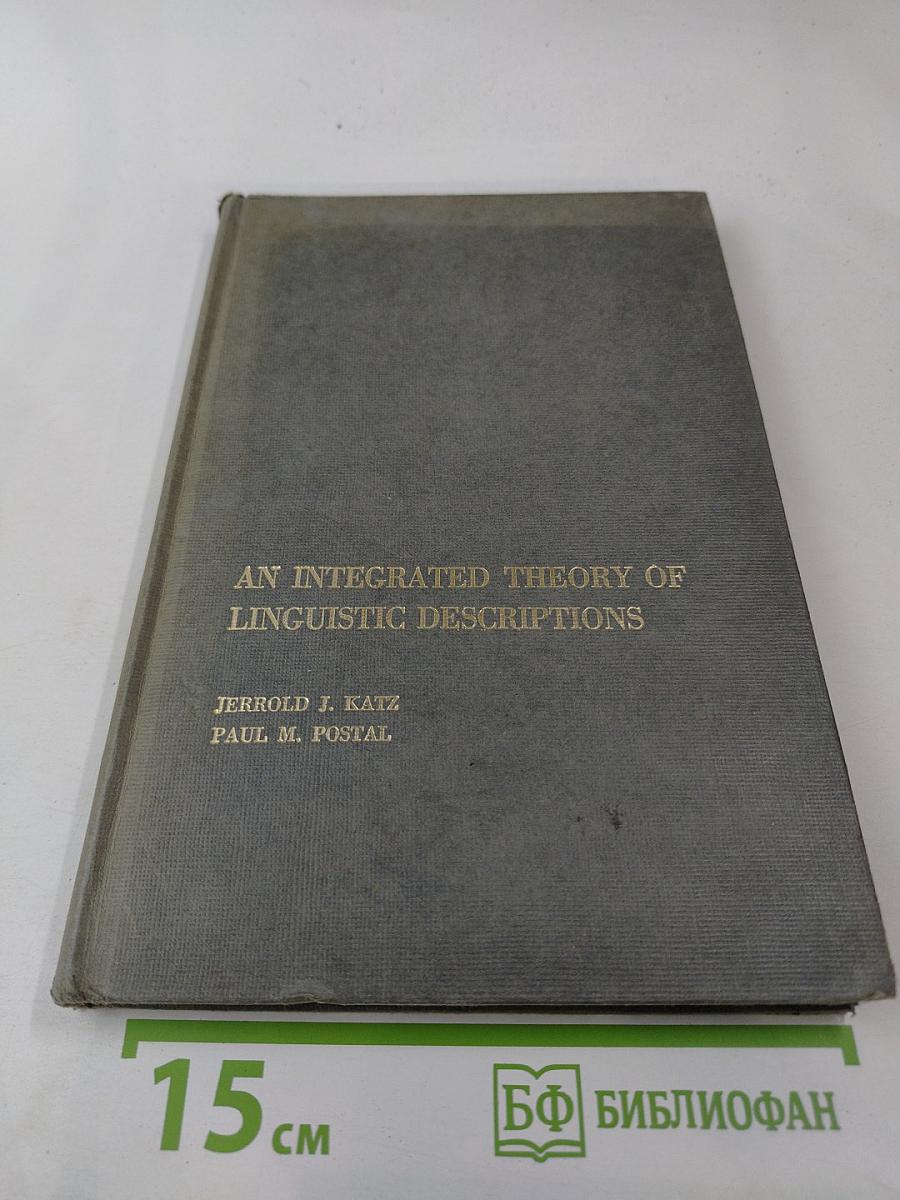 AN INTEGRATED THEORY OF
LINGUISTIC DESCRIPTIONS
JERROLD J. KATZ
PAUL M. POSTAL
15 см
БФ БИБЛИОФАН